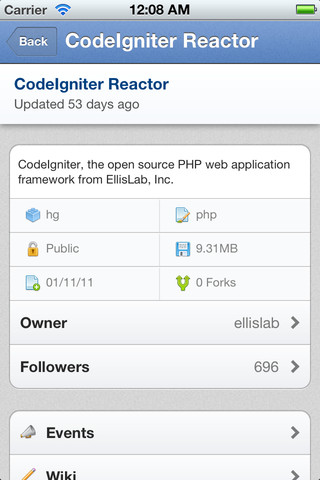 Carrier 12:08 AM
Back CodeIgniter Reactor
CodeIgniter Reactor
Updated 53 days ago
CodeIgniter, the open source PHP web application
framework from EllisLab, Inc.
hg php
Public 9.31MB
01/11/11 0 Forks
Owner ellislab
Followers 696
Events
Wiki